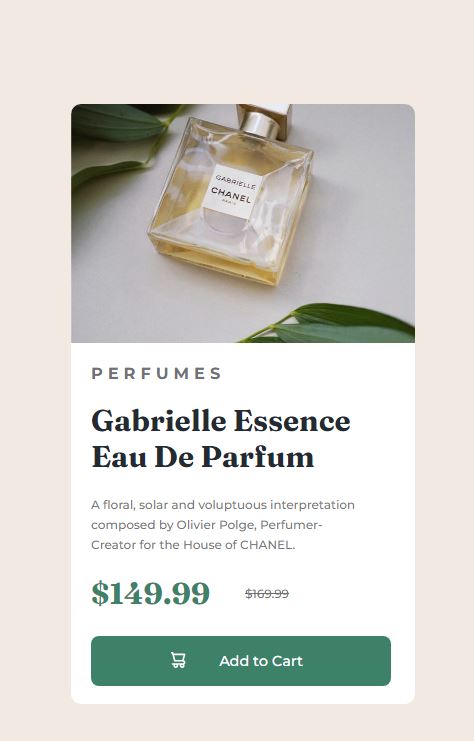 GABRIELLE
CHANEL
PARIS
PERFUMES
Gabrielle Essence
Eau De Parfum
A floral, solar and voluptuous interpretation
composed by Olivier Polge, Perfumer-
Creator for the House of CHANEL.
$149.99 $169.99
Add to Cart